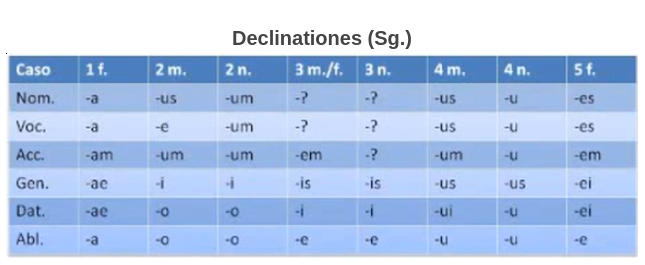 Declinationes (Sg.)
Caso 1 f. 2 m. 2 n. 3 m./f. 3 n. 4 m. 4 n. 5 f.
Nom. -a -us -um -? -? -us -u -es
Voc. -a -e -um -? -? -us -u -es
Acc. -am -um -um -em -? -um -u -em
Gen. -ae -i -i -is -is -us -us -ei
Dat. -ae -o -o -i -i -ui -u -ei
Abl. -a -o -o -e -e -u -u -e